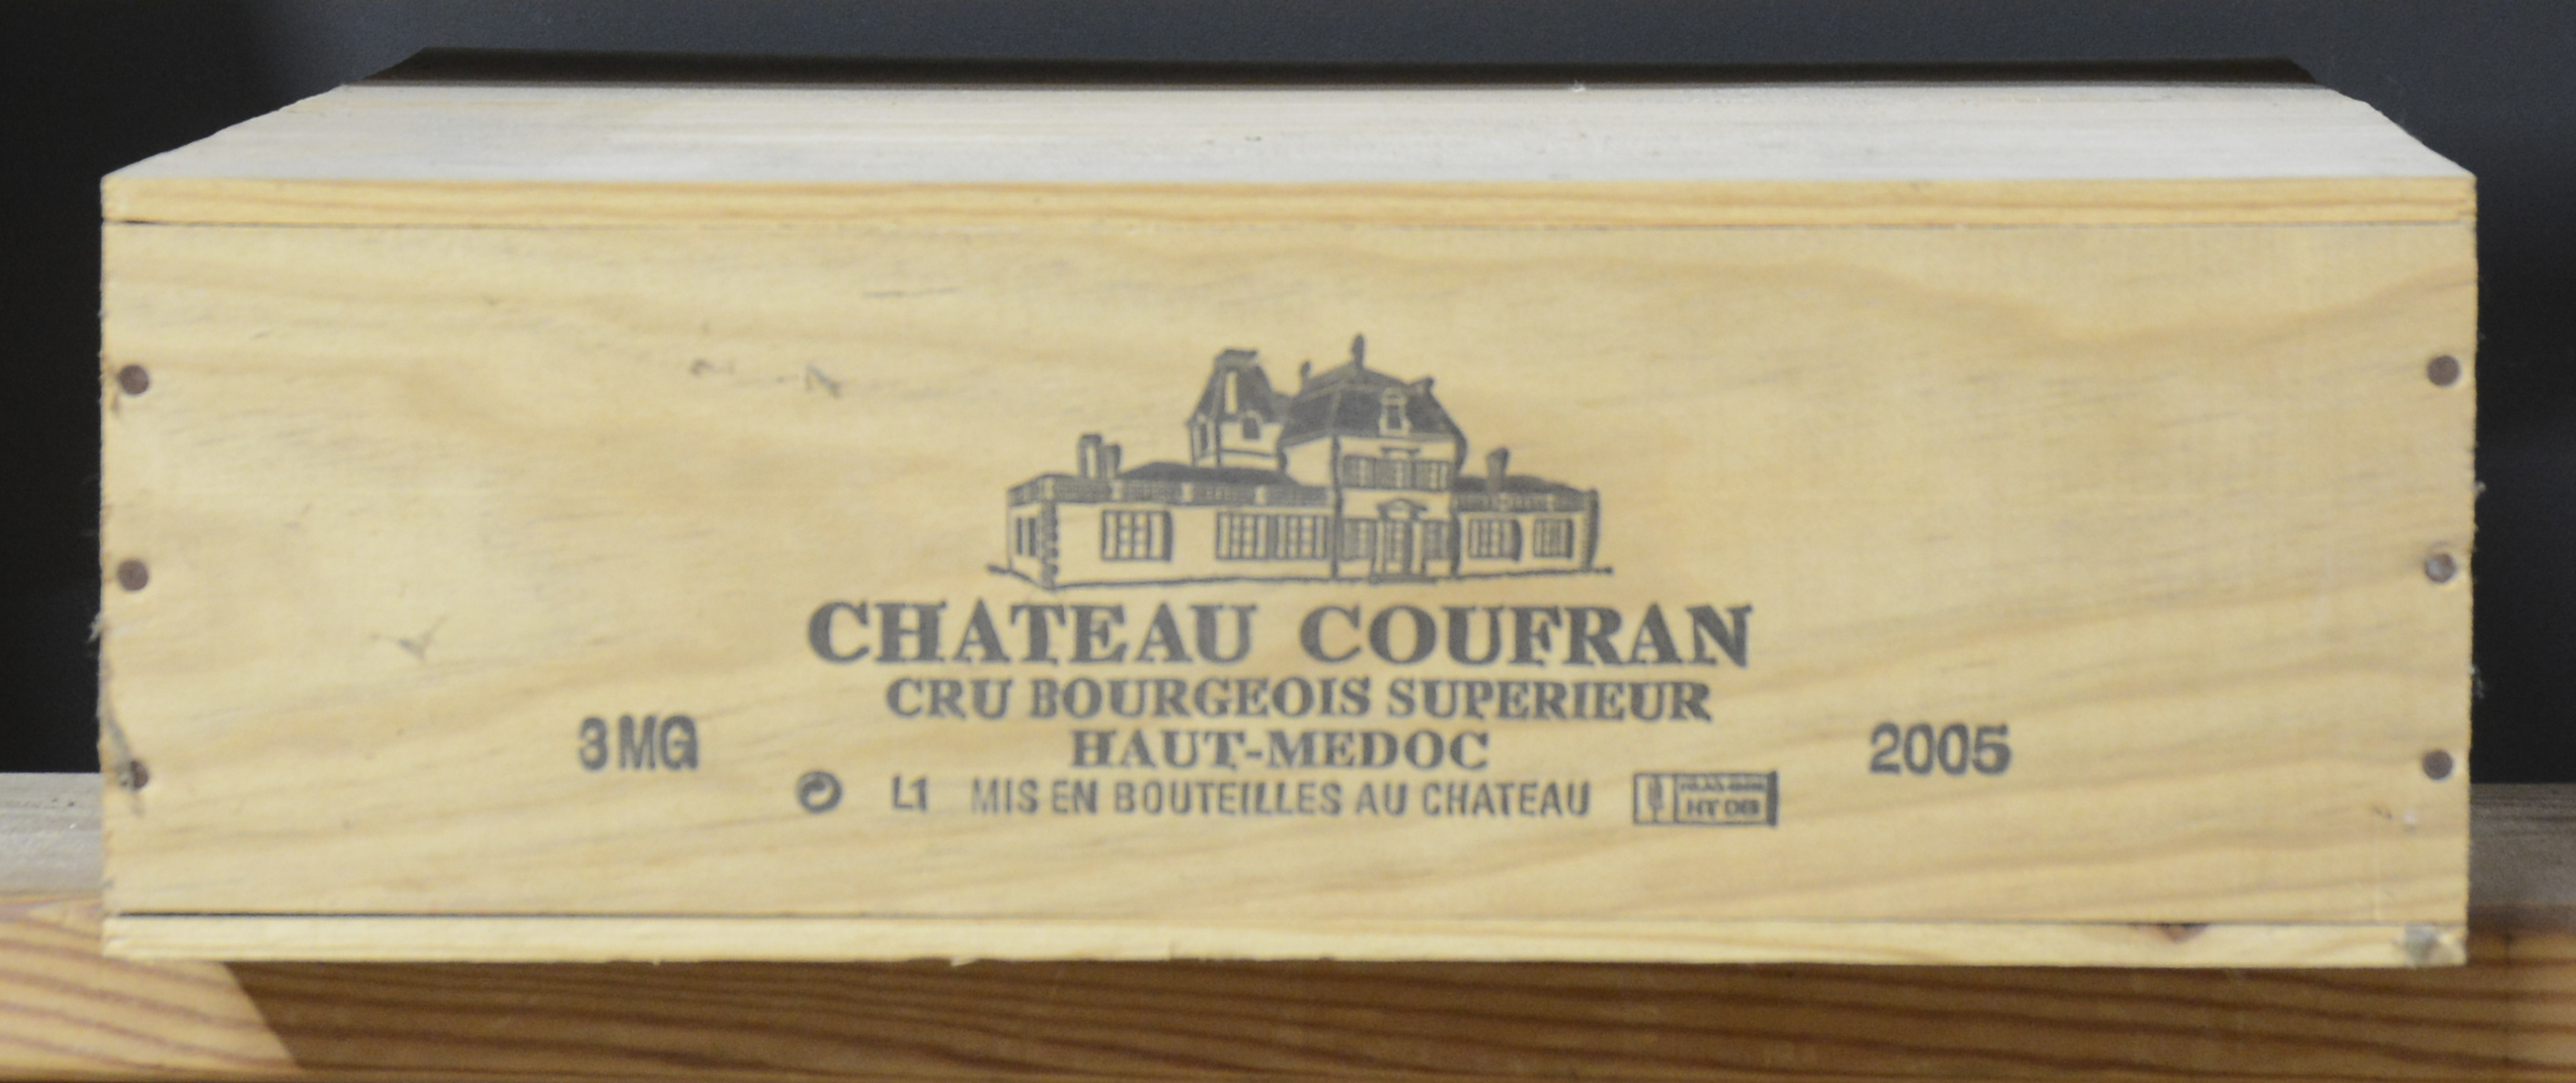 CHATEAU COUFRAN
CRU BOURGEOIS SUPERIEUR
HAUT-MEDOC
3MG
2005
L1 MIS EN BOUTEILLES AU CHATEAU